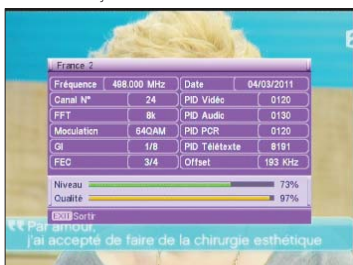 France 2
Fréquence 498.000 MHz Date 04/03/2011
Canal N° 24 PID Vidéo 0120
FFT 8k PID Audio 0130
Modulation 64QAM PID PCR 0120
GI 1/8 PID Télétexte 8191
FEC 3/4 Offset 193 KHz
Niveau 73%
Qualité 97%
EXIT Sortir
Par amour,
j'ai accepté de faire de la chirurgie esthétique